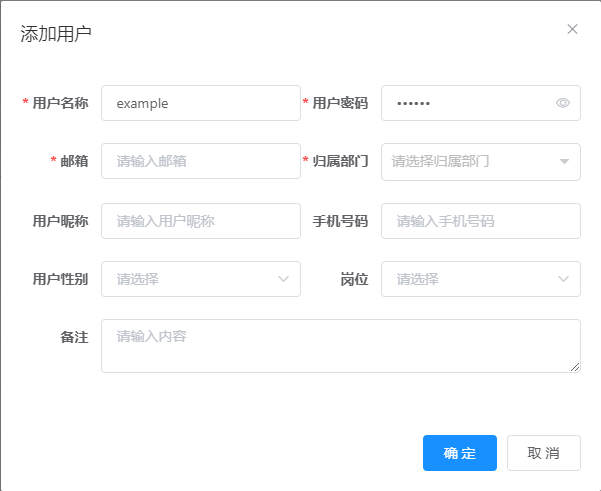 添加用户
* 用户名称 example * 用户密码 ••••••
* 邮箱 请输入邮箱 * 归属部门 请选择归属部门
用户昵称 请输入用户昵称 手机号码 请输入手机号码
用户性别 请选择 岗位 请选择
备注 请输入内容
确 定 取 消